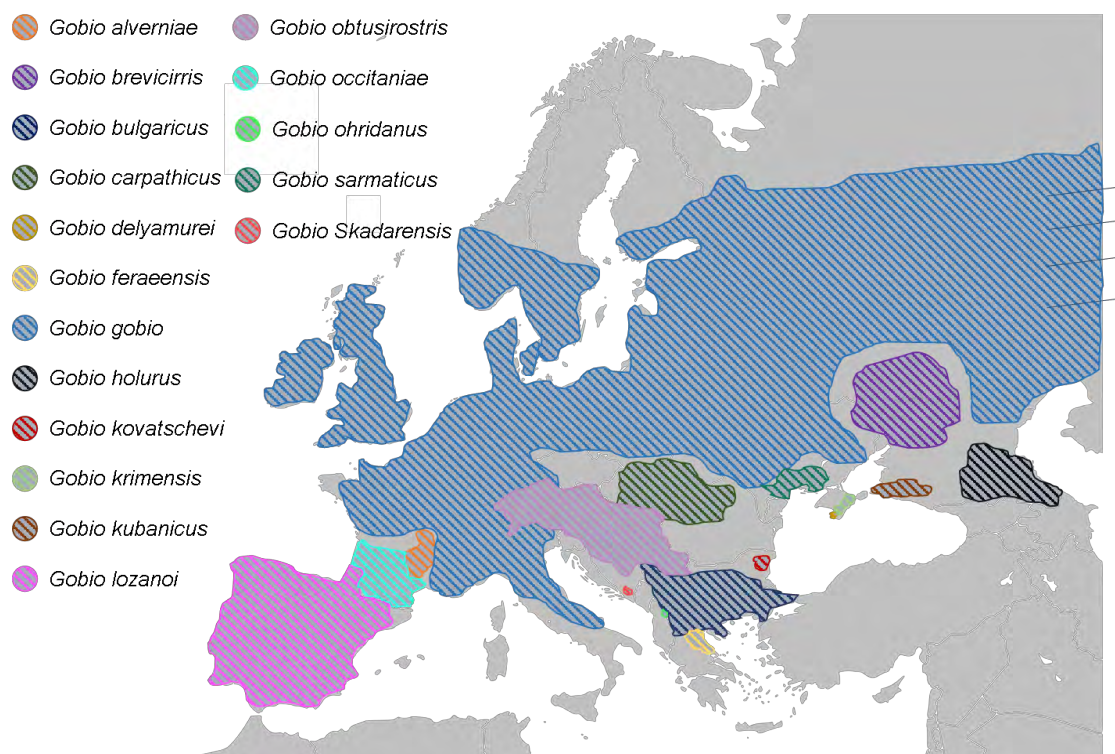 Gobio alverniae
Gobio brevicirris
Gobio bulgaricus
Gobio carpathicus
Gobio delyamurei
Gobio feraeensis
Gobio gobio
Gobio holurus
Gobio kovatschevi
Gobio krimensis
Gobio kubanicus
Gobio lozanoi
Gobio obtusirostris
Gobio occitaniae
Gobio ohridanus
Gobio sarmaticus
Gobio Skadarensis